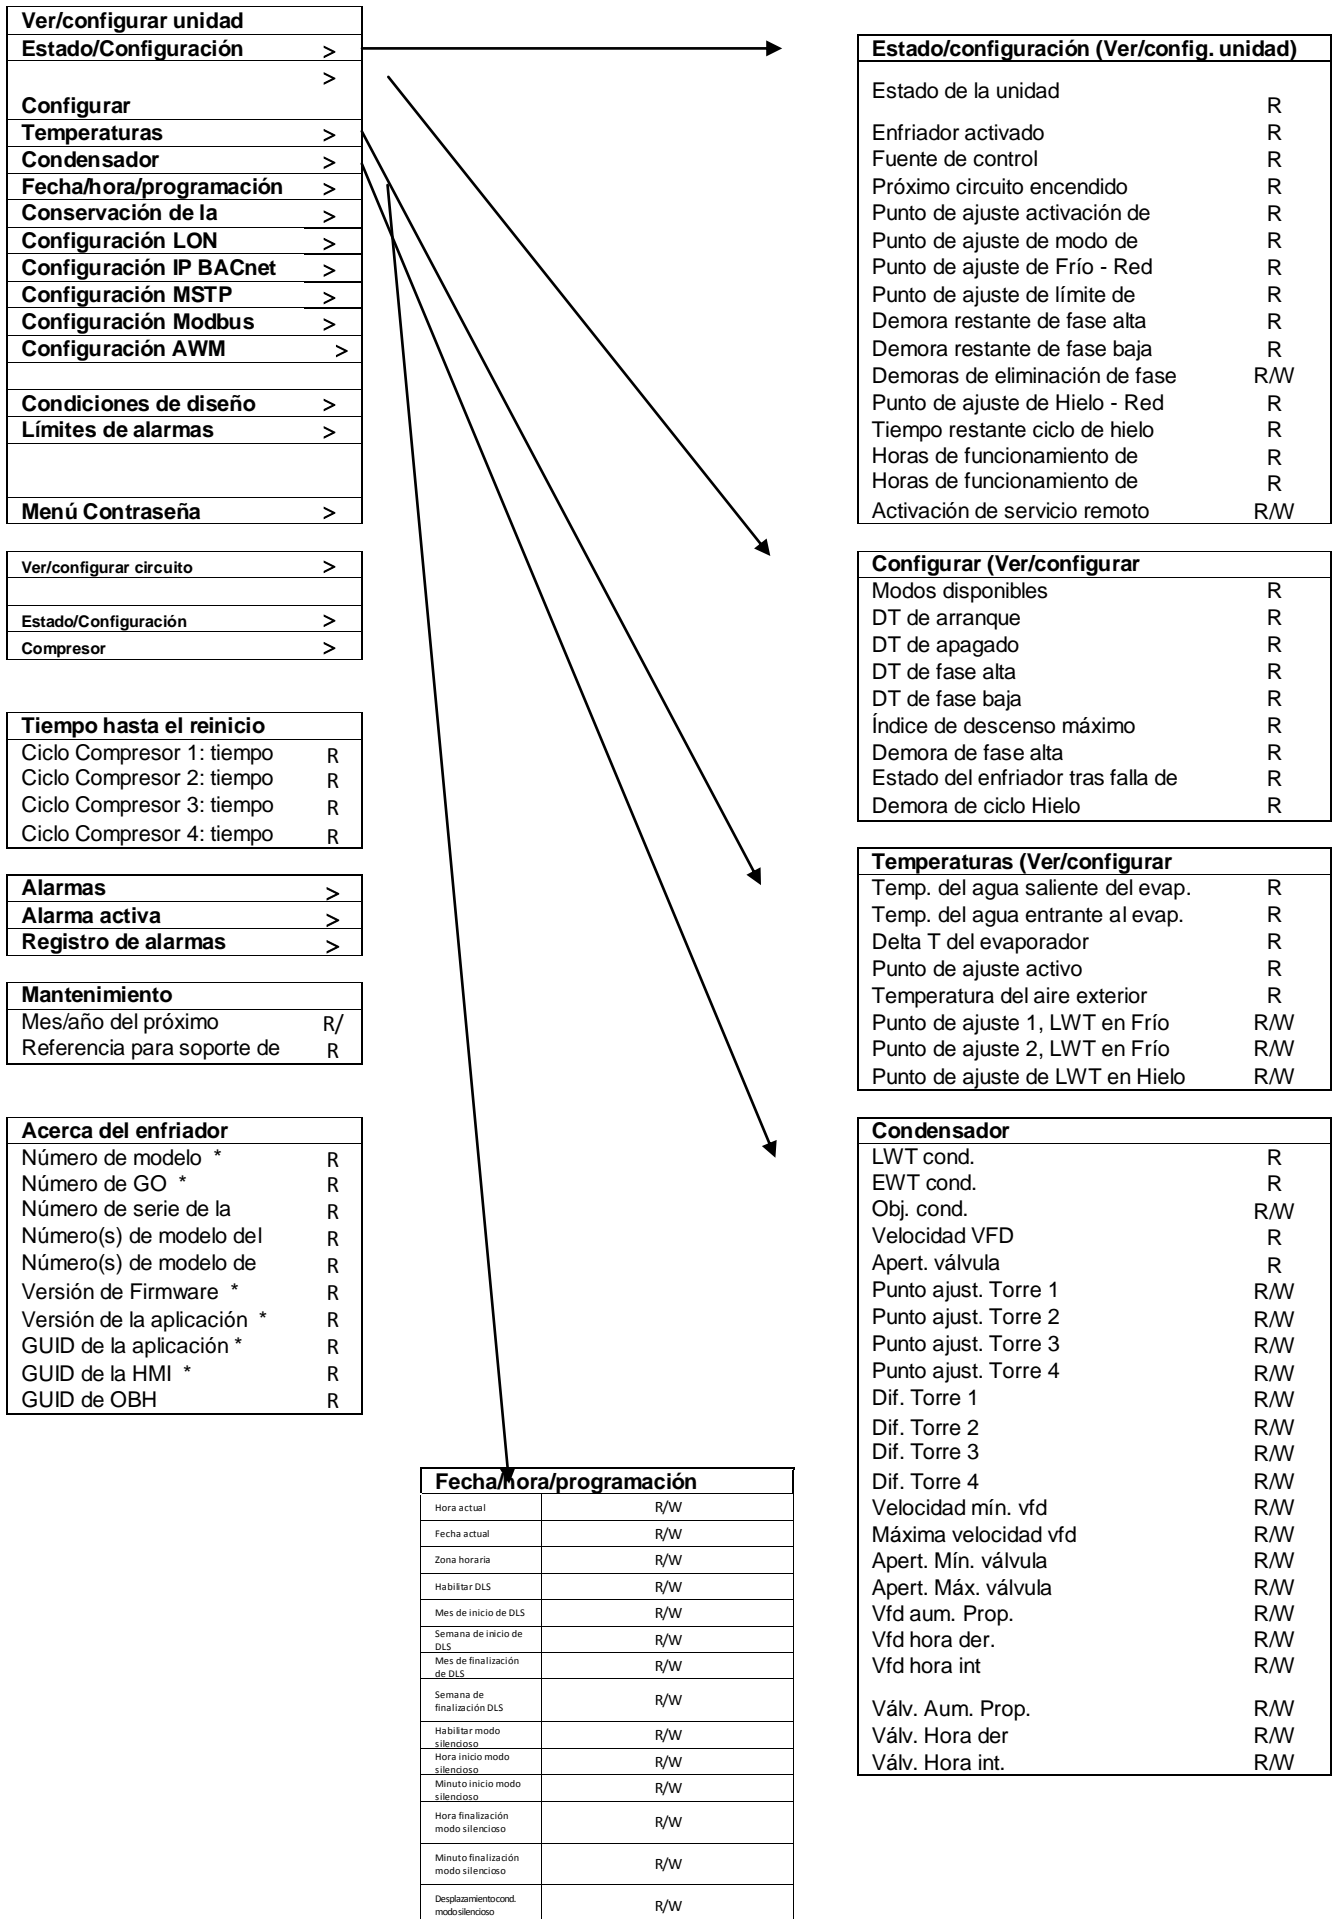 Ver/configurar unidad
Estado/Configuración >
>
Configurar
Temperaturas >
Condensador >
Fecha/hora/programación >
Conservación de la >
Configuración LON >
Configuración IP BACnet >
Configuración MSTP >
Configuración Modbus >
Configuración AWM >
Condiciones de diseño >
Límites de alarmas >
Menú Contraseña >
Ver/configurar circuito >
Estado/Configuración >
Compresor >
Tiempo hasta el reinicio
Ciclo Compresor 1: tiempo R
Ciclo Compresor 2: tiempo R
Ciclo Compresor 3: tiempo R
Ciclo Compresor 4: tiempo R
Alarmas >
Alarma activa >
Registro de alarmas >
Mantenimiento
Mes/año del próximo R/
Referencia para soporte de R
Acerca del enfriador
Número de modelo * R
Número de GO * R
Número de serie de la R
Número(s) de modelo del R
Número(s) de modelo de R
Versión de Firmware * R
Versión de la aplicación * R
GUID de la aplicación * R
GUID de la HMI * R
GUID de OBH R
Estado/configuración (Ver/config. unidad)
Estado de la unidad R
Enfriador activado R
Fuente de control R
Próximo circuito encendido R
Punto de ajuste activación de R
Punto de ajuste de modo de R
Punto de ajuste de Frío - Red R
Punto de ajuste de límite de R
Demora restante de fase alta R
Demora restante de fase baja R
Demoras de eliminación de fase R/W
Punto de ajuste de Hielo - Red R
Tiempo restante ciclo de hielo R
Horas de funcionamiento de R
Horas de funcionamiento de R
Activación de servicio remoto R/W
Configurar (Ver/configurar
Modos disponibles R
DT de arranque R
DT de apagado R
DT de fase alta R
DT de fase baja R
Índice de descenso máximo R
Demora de fase alta R
Estado del enfriador tras falla de R
Demora de ciclo Hielo R
Temperaturas (Ver/configurar
Temp. del agua saliente del evap. R
Temp. del agua entrante al evap. R
Delta T del evaporador R
Punto de ajuste activo R
Temperatura del aire exterior R
Punto de ajuste 1, LWT en Frío R/W
Punto de ajuste 2, LWT en Frío R/W
Punto de ajuste de LWT en Hielo R/W
Condensador
LWT cond. R
EWT cond. R
Obj. cond. R/W
Velocidad VFD R
Apert. válvula R
Punto ajust. Torre 1 R/W
Punto ajust. Torre 2 R/W
Punto ajust. Torre 3 R/W
Punto ajust. Torre 4 R/W
Dif. Torre 1 R/W
Dif. Torre 2 R/W
Dif. Torre 3 R/W
Dif. Torre 4 R/W
Velocidad mín. vfd R/W
Máxima velocidad vfd R/W
Apert. Mín. válvula R/W
Apert. Máx. válvula R/W
Vfd aum. Prop. R/W
Vfd hora der. R/W
Vfd hora int R/W
Válv. Aum. Prop. R/W
Válv. Hora der R/W
Válv. Hora int. R/W
Fecha/hora/programación
Hora actual R/W
Fecha actual R/W
Zona horaria R/W
Habilitar DLS R/W
Mes de inicio de DLS R/W
Semana de inicio de
DLS R/W
Mes de finalización
de DLS R/W
Semana de
finalización DLS R/W
Habilitar modo
silencioso R/W
Hora inicio modo
silencioso R/W
Minuto inicio modo
silencioso R/W
Hora finalización
modo silencioso R/W
Minuto finalización
modo silencioso R/W
Desplazamiento cond.
modo silencioso R/W